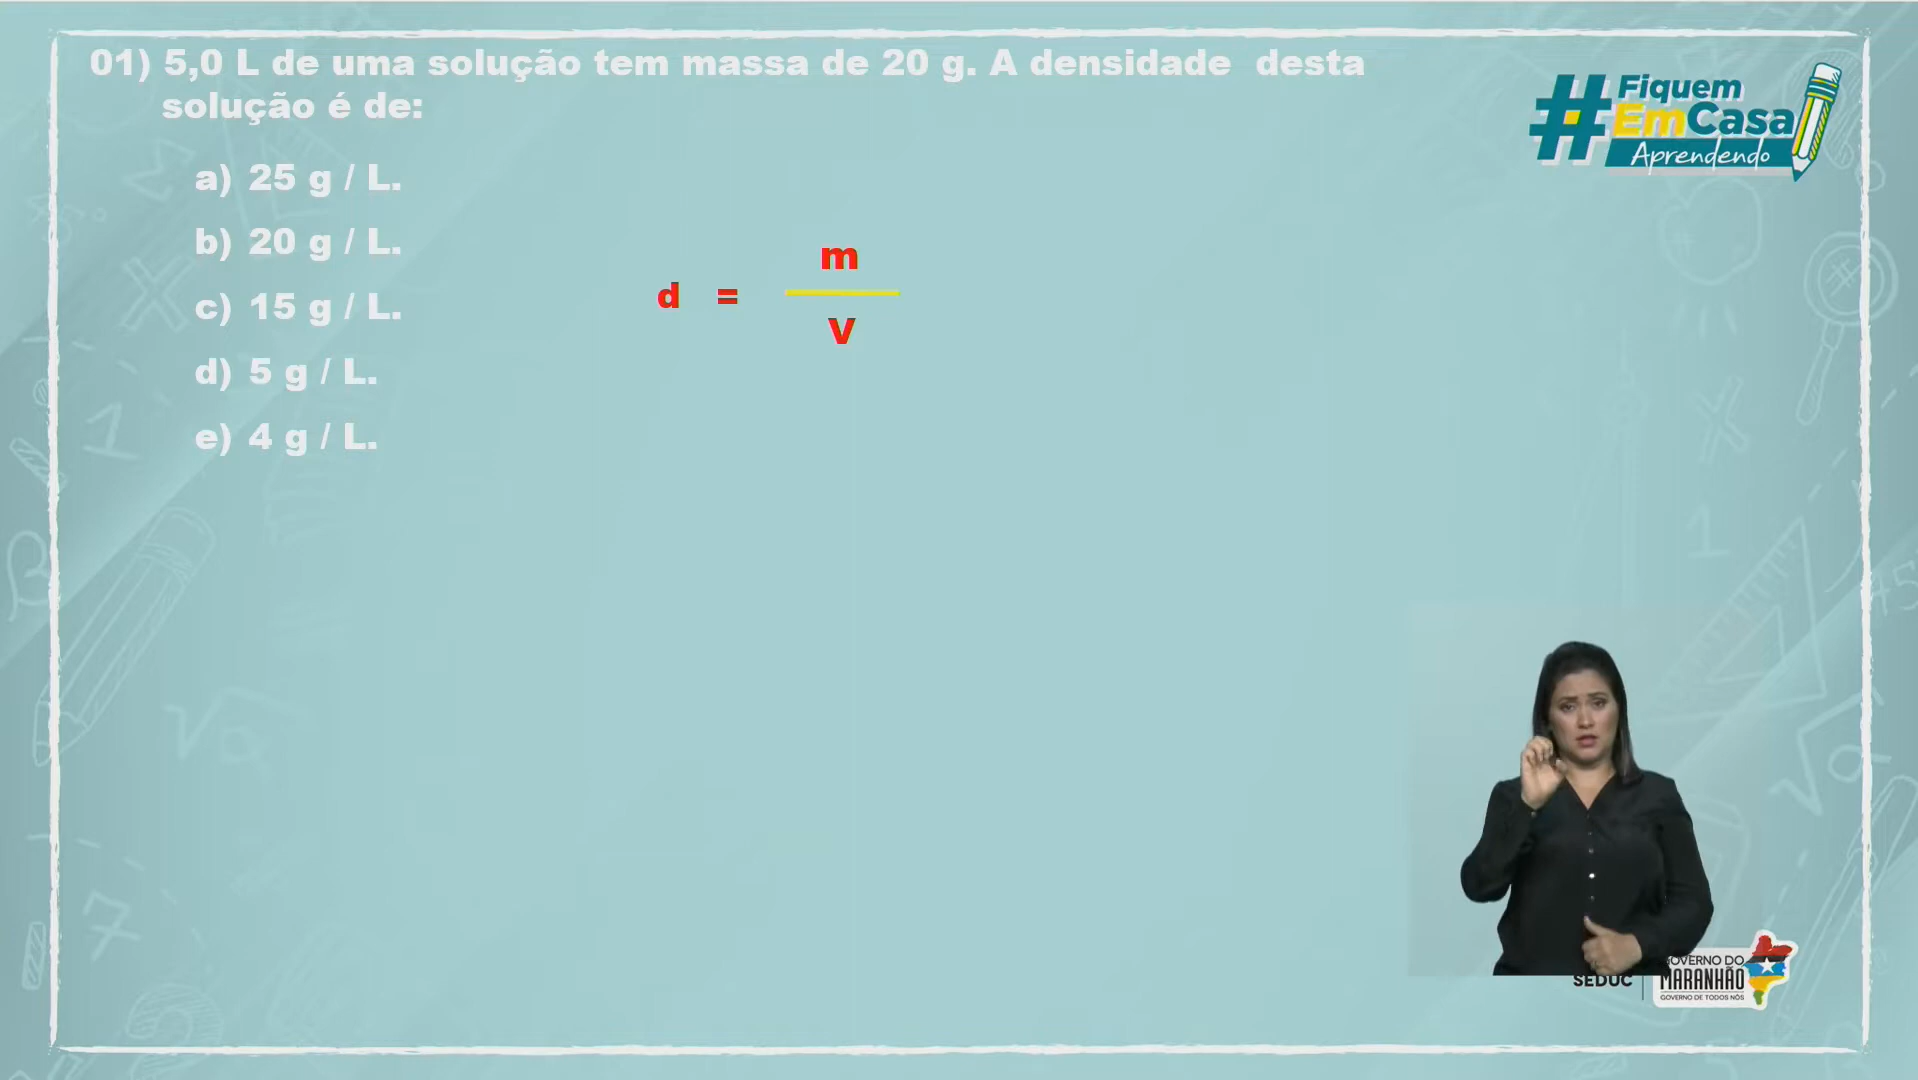 01) 5,0 L de uma solução tem massa de 20 g. A densidade desta
solução é de:
a) 25 g / L.
b) 20 g / L.
c) 15 g / L.
d) 5 g / L.
e) 4 g / L.
m
d =
V
#Fiquem
EmCasa
Aprendendo
SEDUC
GOVERNO DO
MARANHÃO
GOVERNO DE TODOS NÓS